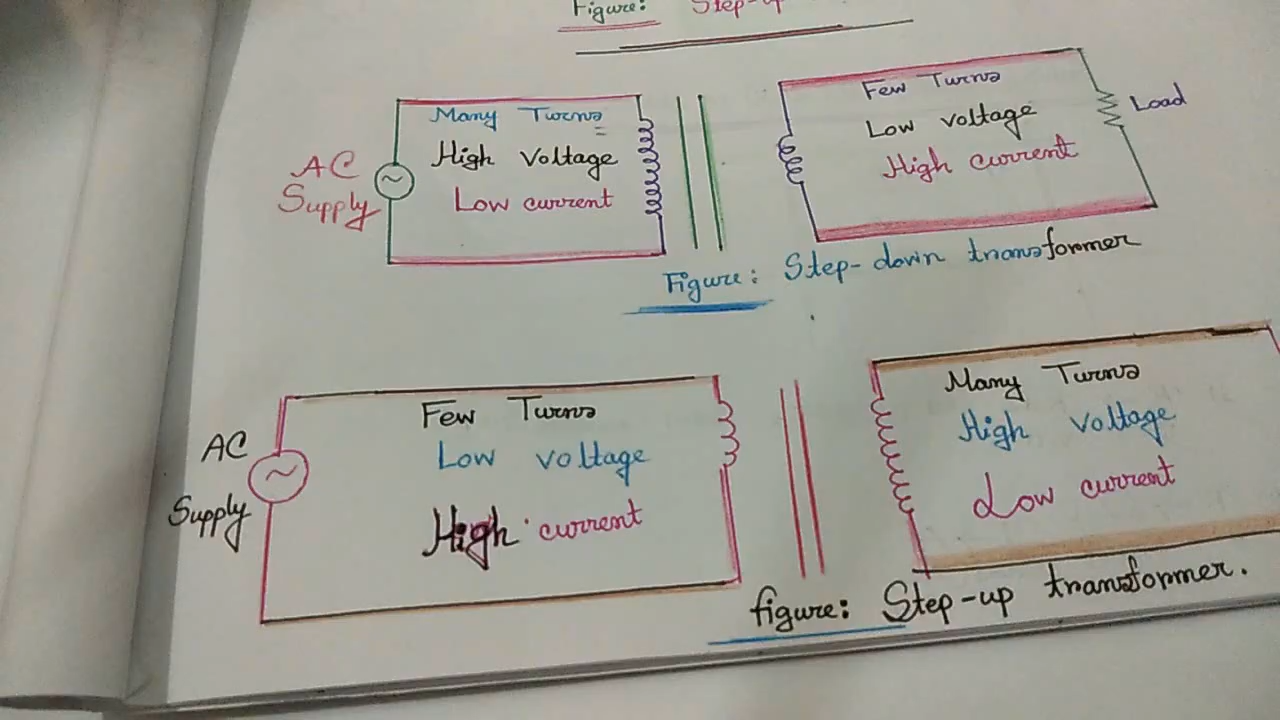 Figure: Step-up
Many Turns
High Voltage
Low current
AC
Supply
Few Turns
Low voltage
High current
Load
Figure: Step-down transformer
AC
Supply
Few Turns
Low voltage
High current
Many Turns
High voltage
Low current
figure: Step-up transformer.